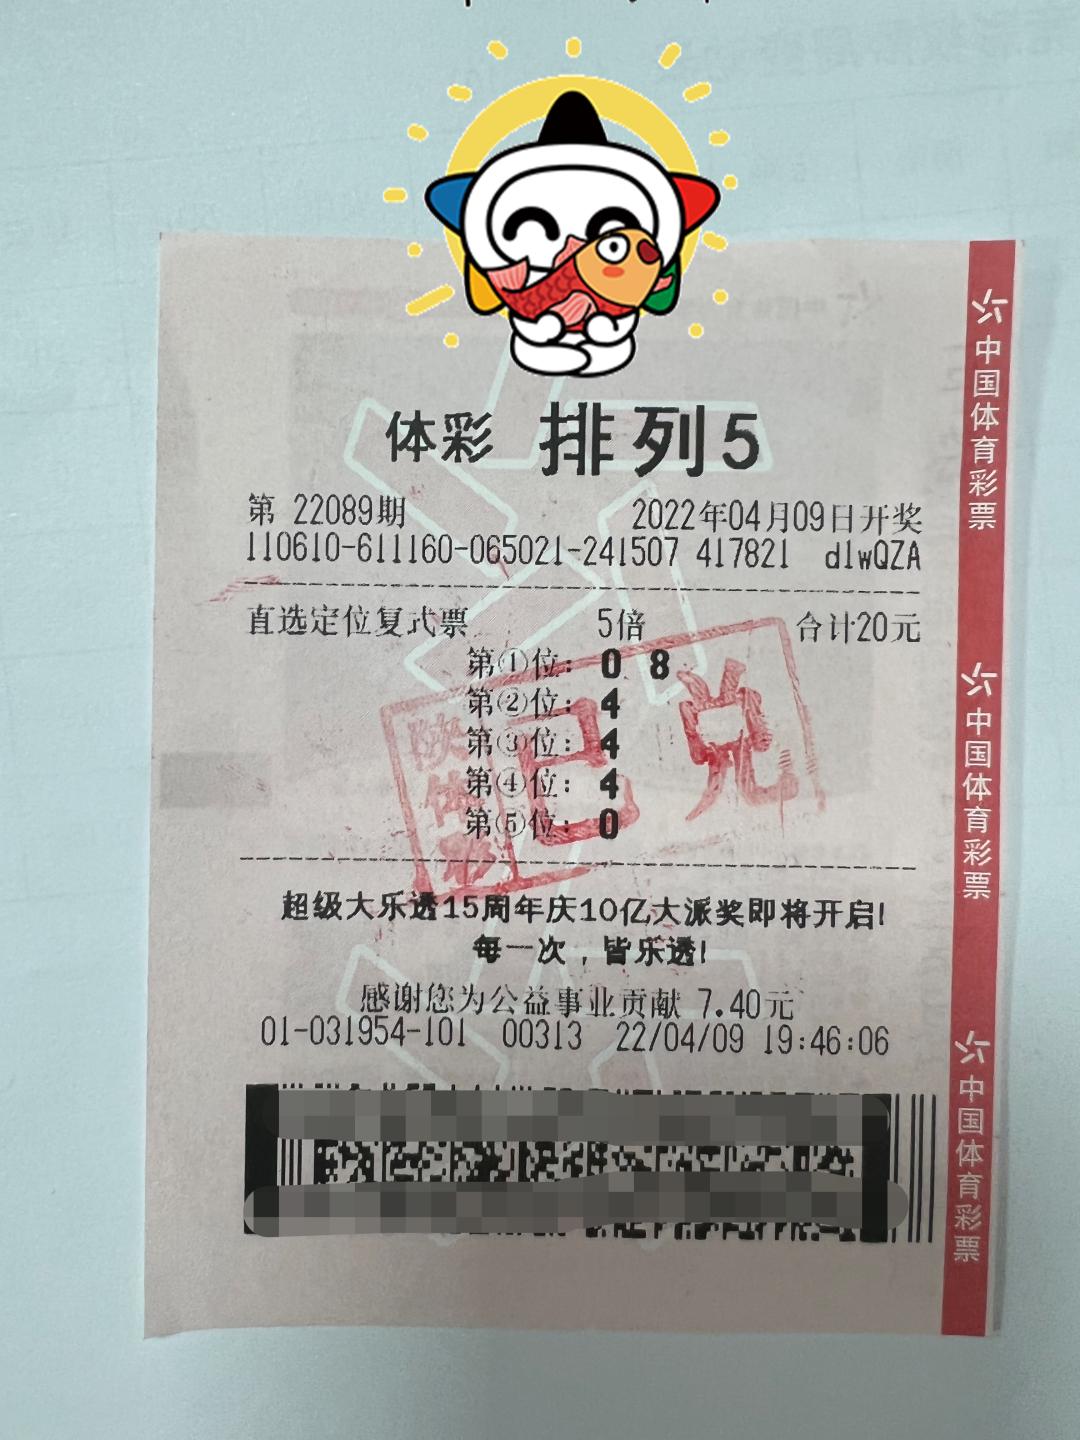 体彩 排列5
第 22089期 2022年04月09日开奖
110610-611160-065021-241507 417821 dlwQZA
直选定位复式票 5倍 合计20元
第①位：0 8
第②位：4
第③位：4
第④位：4
第⑤位：0
陕体彩
已兑
超级大乐透15周年庆10亿大派奖即将开启!
每一次，皆乐透!
感谢您为公益事业贡献 7.40元
01-031954-101 00313 22/04/09 19:46:06
中国体育彩票
中国体育彩票
中国体育彩票